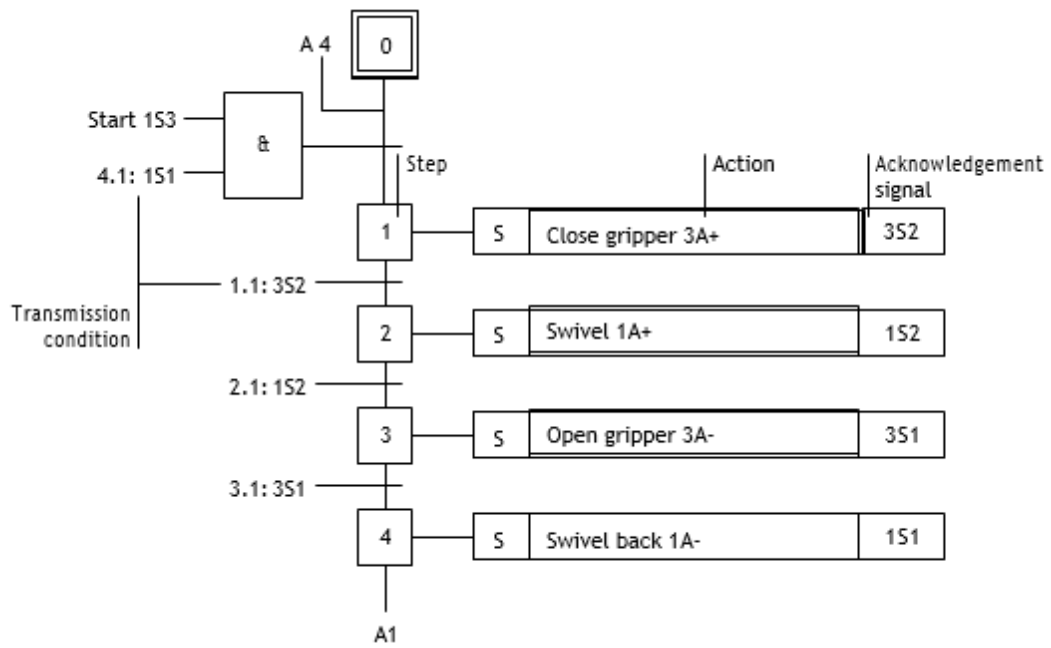 A 4
0
Start 1S3
&
4.1: 1S1
Step
Action
Acknowledgement
signal
1
S
Close gripper 3A+
3S2
1.1: 3S2
Transmission
condition
2
S
Swivel 1A+
1S2
2.1: 1S2
3
S
Open gripper 3A-
3S1
3.1: 3S1
4
S
Swivel back 1A-
1S1
A1